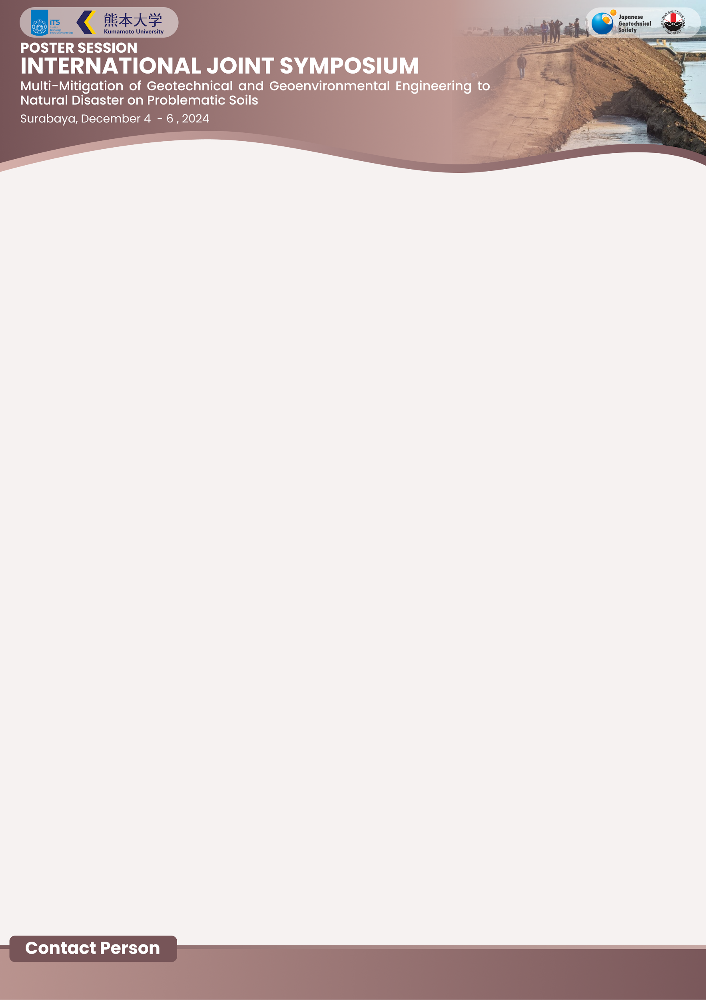 iTS
Institut
Teknologi
Sepuluh Nopember
熊本大学
Kumamoto University
Japanese
Geotechnical
Society
HIMPUNAN AHLI TEKNIK TANAH
INDONESIA
POSTER SESSION
INTERNATIONAL JOINT SYMPOSIUM
Multi-Mitigation of Geotechnical and Geoenvironmental Engineering to
Natural Disaster on Problematic Soils
Surabaya, December 4 - 6 , 2024
Contact Person